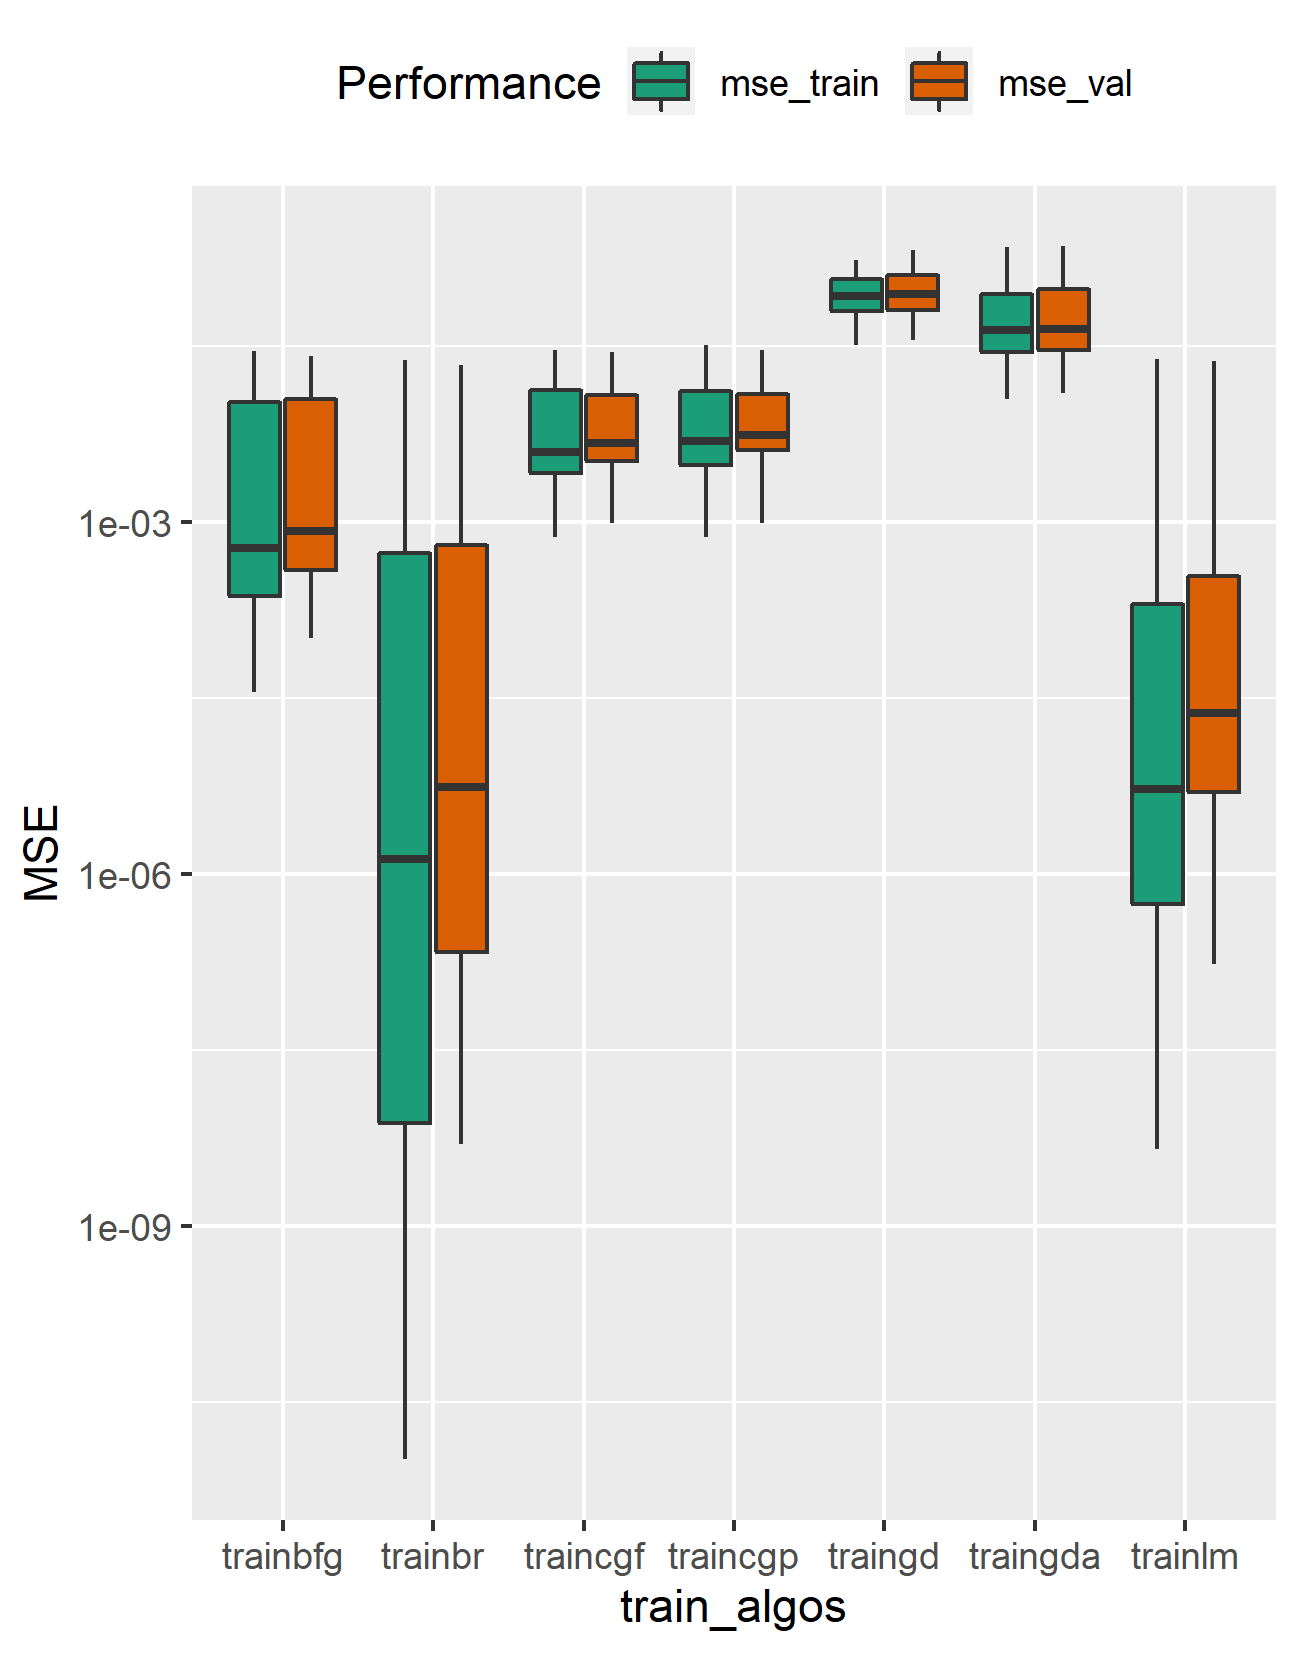 Performance mse_train mse_val
MSE
1e-03
1e-06
1e-09
trainbfg trainbr traincgf traincgp traingd traingda trainlm
train_algos